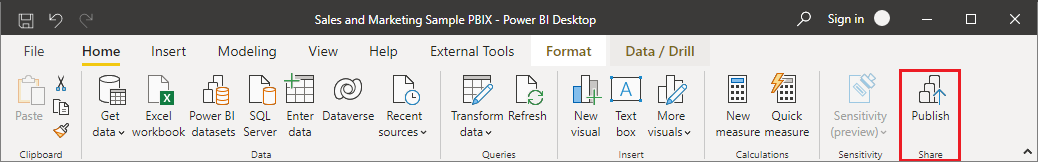 Sales and Marketing Sample PBIX - Power BI Desktop
Sign in
File Home Insert Modeling View Help External Tools Format Data / Drill
Paste
Get data
Excel workbook
Power BI datasets
SQL Server
Enter data
Dataverse
Recent sources
Transform data
Refresh
New visual
Text box
More visuals
New measure
Quick measure
Sensitivity (preview)
Publish
Clipboard Data Queries Insert Calculations Sensitivity Share